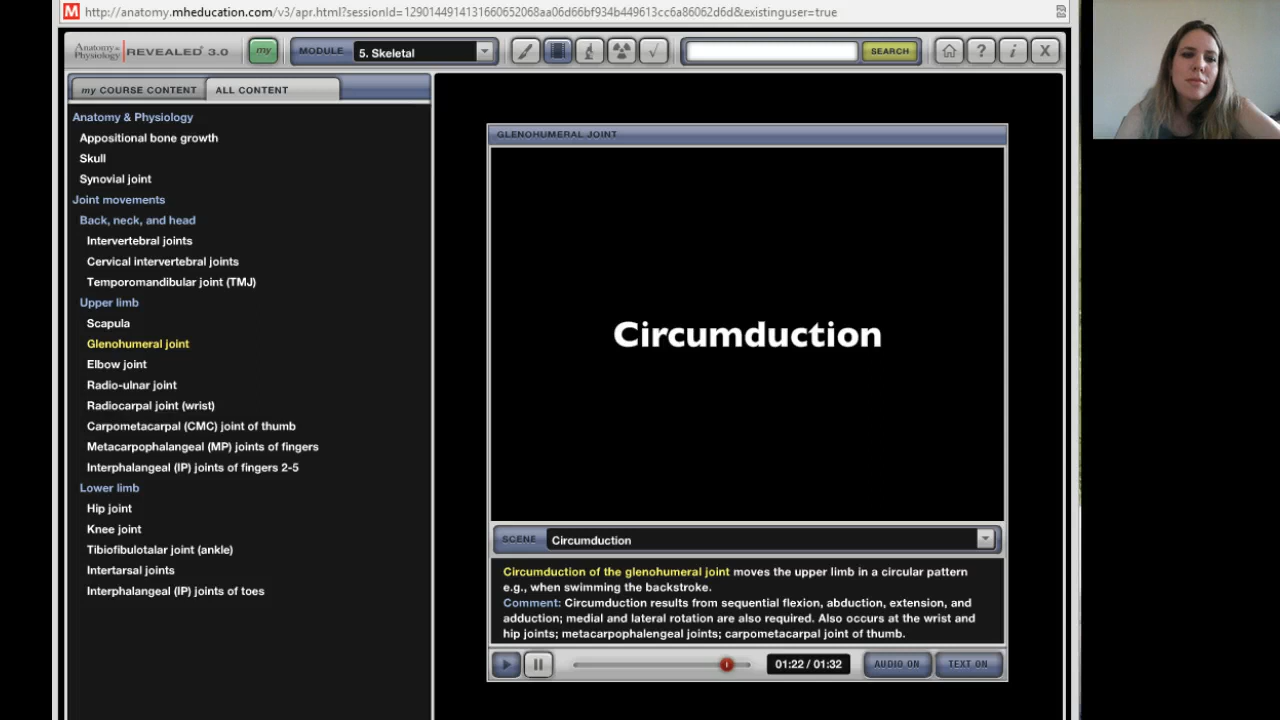 http://anatomy.mheducation.com/v3/apr.html?sessionId=1290144914131660652068aa06d66bf934b449613cc6a86062d6d&existinguser=true
Anatomy & Physiology | REVEALED® 3.0
my
MODULE
5. Skeletal
SEARCH
my COURSE CONTENT
ALL CONTENT
Anatomy & Physiology
Appositional bone growth
Skull
Synovial joint
Joint movements
Back, neck, and head
Intervertebral joints
Cervical intervertebral joints
Temporomandibular joint (TMJ)
Upper limb
Scapula
Glenohumeral joint
Elbow joint
Radio-ulnar joint
Radiocarpal joint (wrist)
Carpometacarpal (CMC) joint of thumb
Metacarpophalangeal (MP) joints of fingers
Interphalangeal (IP) joints of fingers 2-5
Lower limb
Hip joint
Knee joint
Tibiofibulotalar joint (ankle)
Intertarsal joints
Interphalangeal (IP) joints of toes
GLENOHUMERAL JOINT
Circumduction
SCENE
Circumduction
Circumduction of the glenohumeral joint moves the upper limb in a circular pattern
e.g., when swimming the backstroke.
Comment: Circumduction results from sequential flexion, abduction, extension, and
adduction; medial and lateral rotation are also required. Also occurs at the wrist and
hip joints; metacarpophalengeal joints; carpometacarpal joint of thumb.
01:22 / 01:32
AUDIO ON
TEXT ON